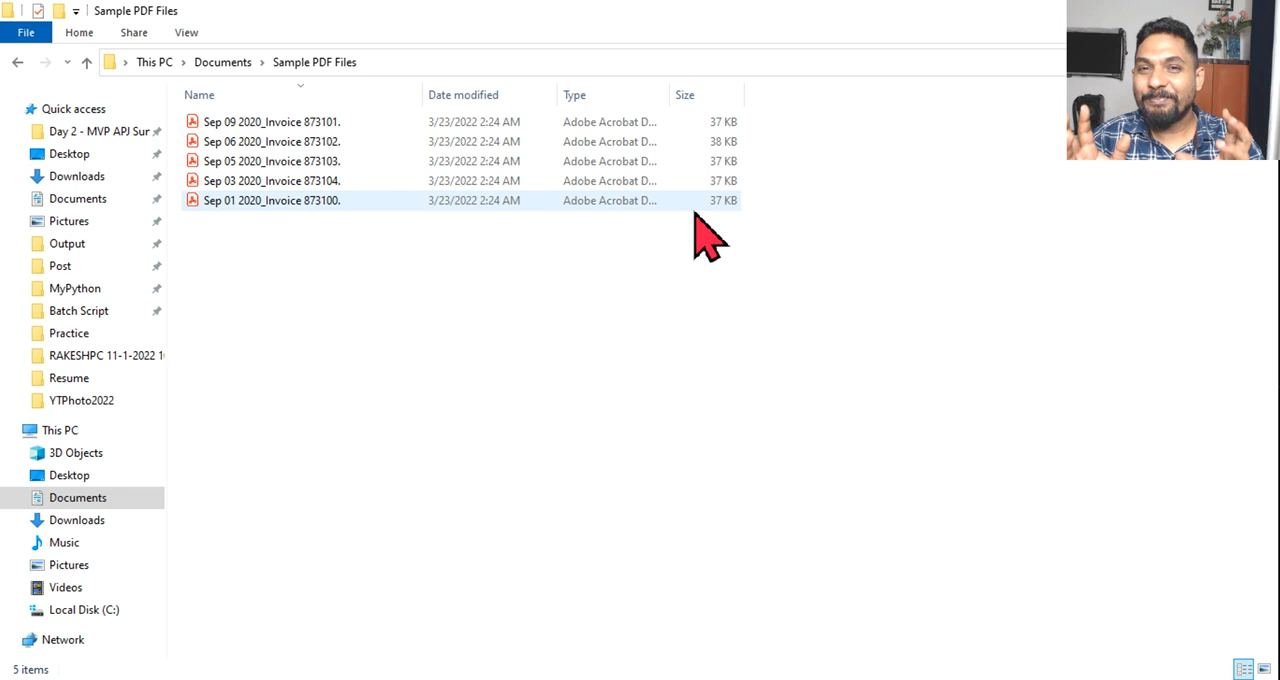 Sample PDF Files
File Home Share View
This PC Documents Sample PDF Files
Name Date modified Type Size
Sep 09 2020_Invoice 873101. 3/23/2022 2:24 AM Adobe Acrobat D... 37 KB
Sep 06 2020_Invoice 873102. 3/23/2022 2:24 AM Adobe Acrobat D... 38 KB
Sep 05 2020_Invoice 873103. 3/23/2022 2:24 AM Adobe Acrobat D... 37 KB
Sep 03 2020_Invoice 873104. 3/23/2022 2:24 AM Adobe Acrobat D... 37 KB
Sep 01 2020_Invoice 873100. 3/23/2022 2:24 AM Adobe Acrobat D... 37 KB
Quick access
Day 2 - MVP APJ Sur
Desktop
Downloads
Documents
Pictures
Output
Post
MyPython
Batch Script
Practice
RAKESHPC 11-1-2022 1
Resume
YTPhoto2022
This PC
3D Objects
Desktop
Documents
Downloads
Music
Pictures
Videos
Local Disk (C:)
Network
5 items